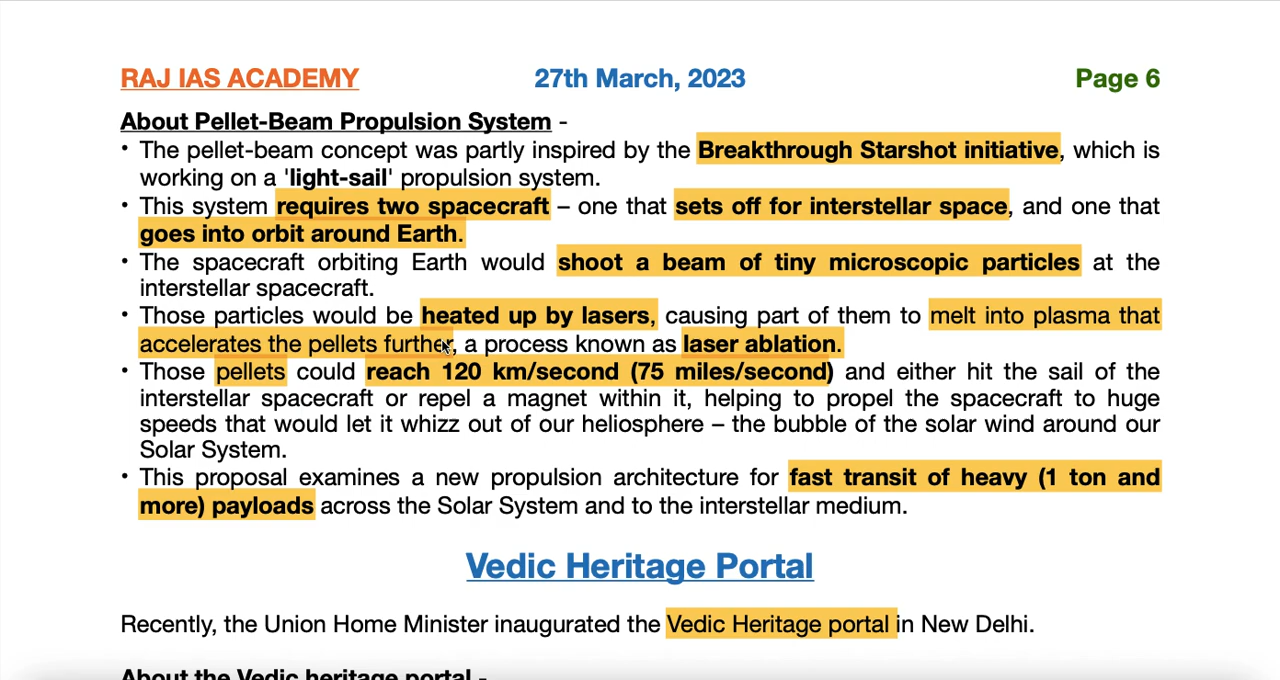 RAJ IAS ACADEMY 27th March, 2023 Page 6
About Pellet-Beam Propulsion System -
• The pellet-beam concept was partly inspired by the Breakthrough Starshot initiative, which is
working on a 'light-sail' propulsion system.
• This system requires two spacecraft – one that sets off for interstellar space, and one that
goes into orbit around Earth.
• The spacecraft orbiting Earth would shoot a beam of tiny microscopic particles at the
interstellar spacecraft.
• Those particles would be heated up by lasers, causing part of them to melt into plasma that
accelerates the pellets further, a process known as laser ablation.
• Those pellets could reach 120 km/second (75 miles/second) and either hit the sail of the
interstellar spacecraft or repel a magnet within it, helping to propel the spacecraft to huge
speeds that would let it whizz out of our heliosphere – the bubble of the solar wind around our
Solar System.
• This proposal examines a new propulsion architecture for fast transit of heavy (1 ton and
more) payloads across the Solar System and to the interstellar medium.
Vedic Heritage Portal
Recently, the Union Home Minister inaugurated the Vedic Heritage portal in New Delhi.
About the Vedic heritage portal -